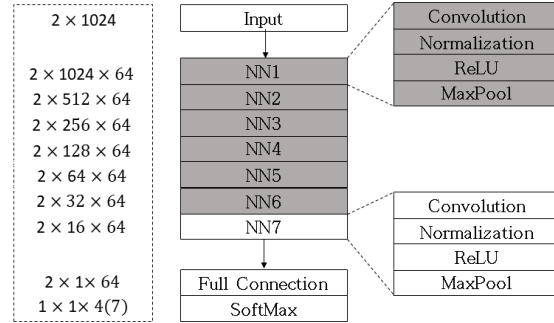 2 × 1024
Input
Convolution
Normalization
ReLU
MaxPool
2 × 1024 × 64
NN1
2 × 512 × 64
NN2
2 × 256 × 64
NN3
2 × 128 × 64
NN4
2 × 64 × 64
NN5
2 × 32 × 64
NN6
2 × 16 × 64
NN7
Convolution
Normalization
ReLU
MaxPool
2 × 1× 64
Full Connection
1 × 1× 4(7)
SoftMax